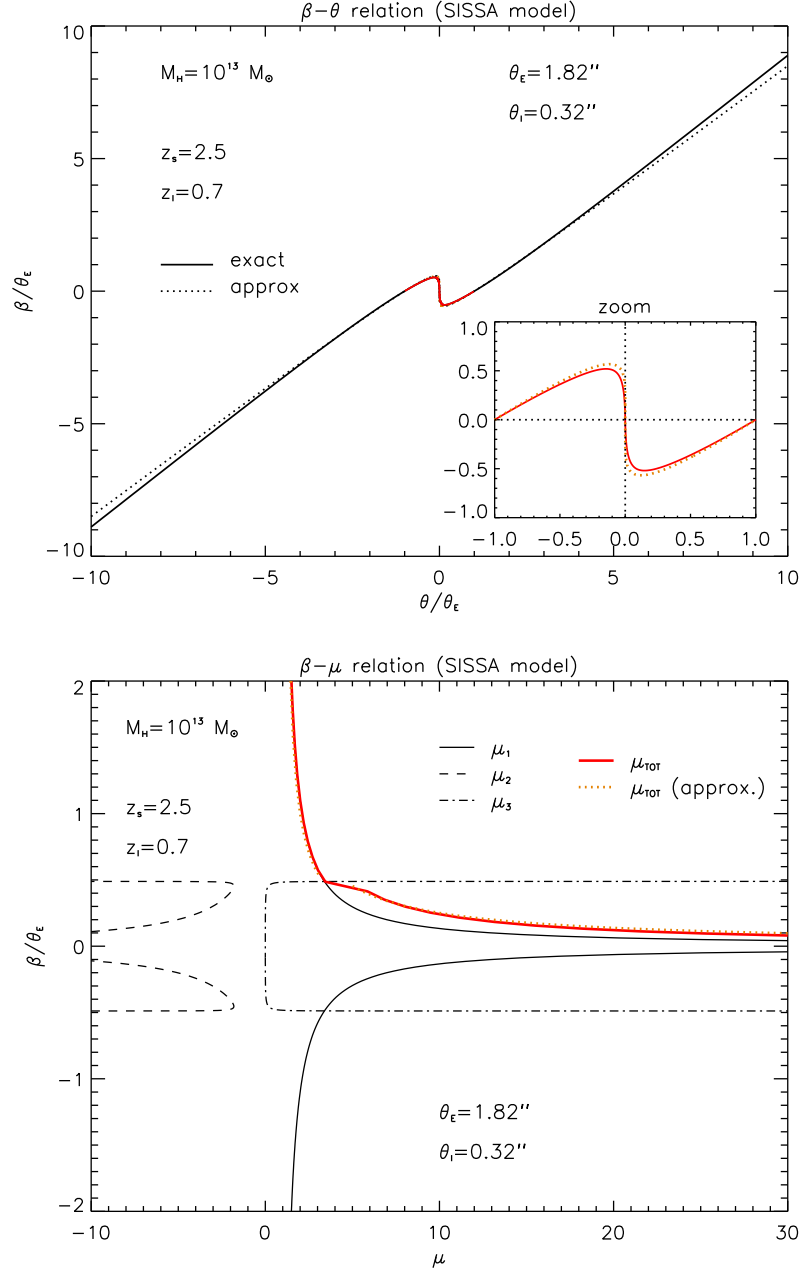 β−θ relation (SISSA model)
M_H=10^13 M_⊙
θ_E=1.82"
θ_I=0.32"
z_s=2.5
z_l=0.7
exact
approx
β/θ_E
10
5
0
−5
−10
−10
−5
0
5
10
θ/θ_E
zoom
1.0
0.5
0.0
−0.5
−1.0
−1.0
−0.5
0.0
0.5
1.0
β−μ relation (SISSA model)
M_H=10^13 M_⊙
z_s=2.5
z_l=0.7
μ_1
μ_2
μ_3
μ_TOT
μ_TOT (approx.)
θ_E=1.82"
θ_I=0.32"
β/θ_E
2
1
0
−1
−2
−10
0
10
20
30
μ